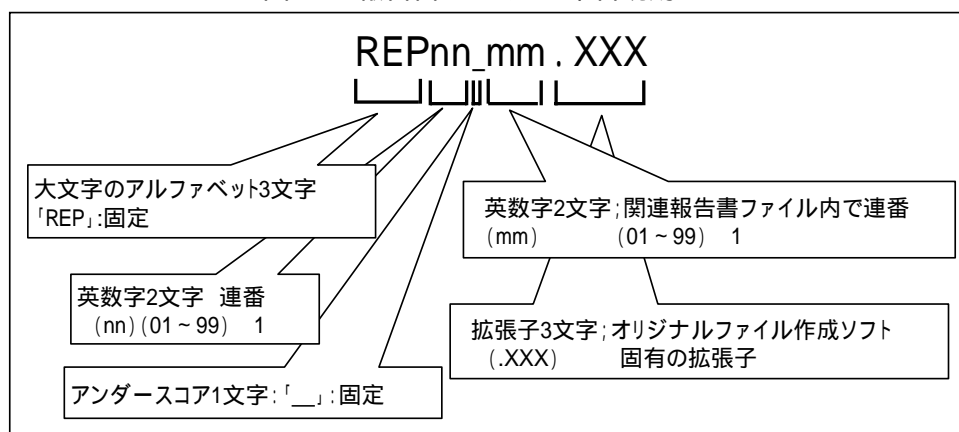 REPnn_mm.XXX
大文字のアルファベット3文字
「REP」:固定
英数字2文字 連番
(nn)(01~99) 1
アンダースコア1文字:「__」:固定
英数字2文字;関連報告書ファイル内で連番
(mm) (01~99) 1
拡張子3文字;オリジナルファイル作成ソフト
(.XXX) 固有の拡張子